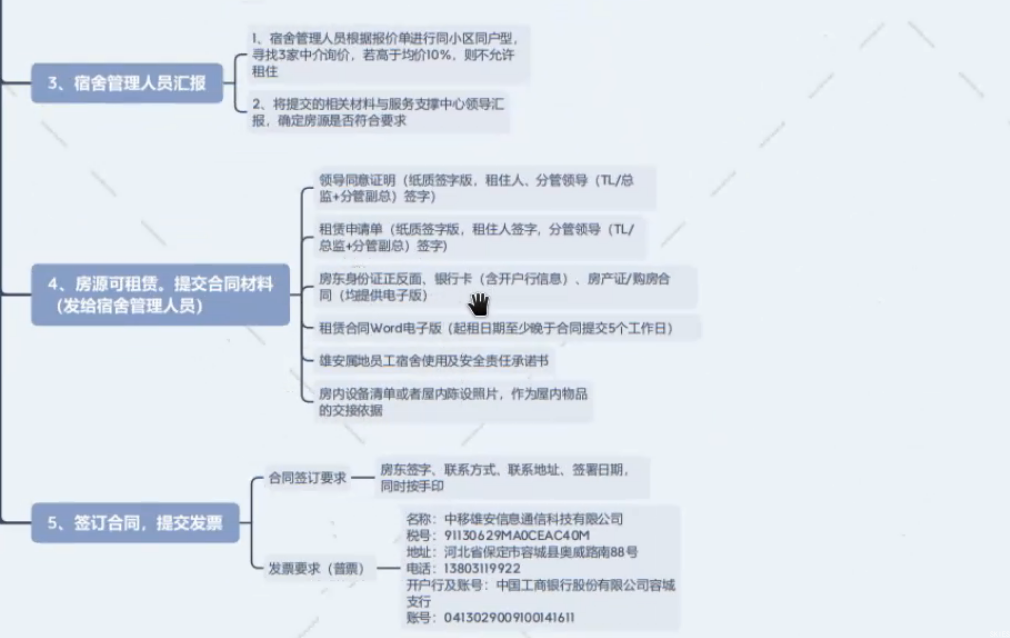 3、宿舍管理人员汇报
1、宿舍管理人员根据报价单进行同小区同户型，
寻找3家中介询价，若高于均价10%，则不允许
租住
2、将提交的相关材料与服务支撑中心领导汇
报，确定房源是否符合要求
4、房源可租赁。提交合同材料
（发给宿舍管理人员）
领导同意证明（纸质签字版，租住人、分管领导（TL/总
监+分管副总）签字）
租赁申请单（纸质签字版，租住人签字，分管领导（TL/
总监+分管副总）签字)
房东身份证正反面、银行卡（含开户行信息）、房产证/购房合
同（均提供电子版）
租赁合同Word电子版（起租日期至少晚于合同提交5个工作日）
雄安属地员工宿舍使用及安全责任承诺书
房内设备清单或者屋内陈设照片，作为屋内物品
的交接依据
5、签订合同，提交发票
合同签订要求
房东签字、联系方式、联系地址、签署日期，
同时按手印
发票要求（普票）
名称：中移雄安信息通信科技有限公司
税号：91130629MA0CEAC40M
地址：河北省保定市容城县奥威路南88号
电话：13803119922
开户行及账号：中国工商银行股份有限公司容城
支行
账号：0413029009100141611